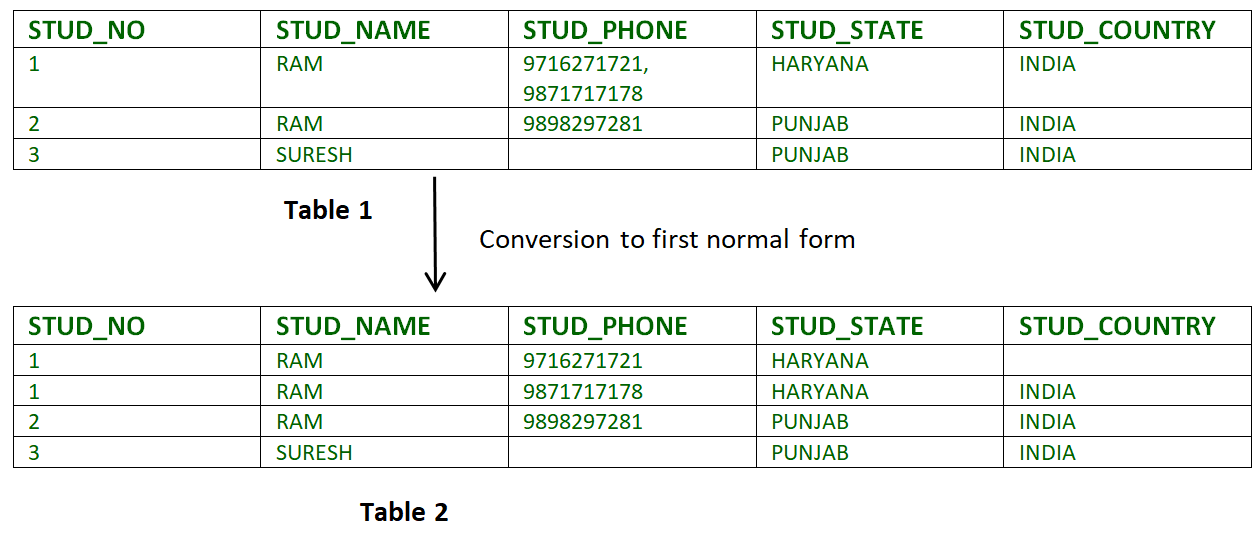 STUD_NO STUD_NAME STUD_PHONE STUD_STATE STUD_COUNTRY
1 RAM 9716271721, HARYANA INDIA
9871717178
2 RAM 9898297281 PUNJAB INDIA
3 SURESH PUNJAB INDIA
Table 1
Conversion to first normal form
STUD_NO STUD_NAME STUD_PHONE STUD_STATE STUD_COUNTRY
1 RAM 9716271721 HARYANA
1 RAM 9871717178 HARYANA INDIA
2 RAM 9898297281 PUNJAB INDIA
3 SURESH PUNJAB INDIA
Table 2